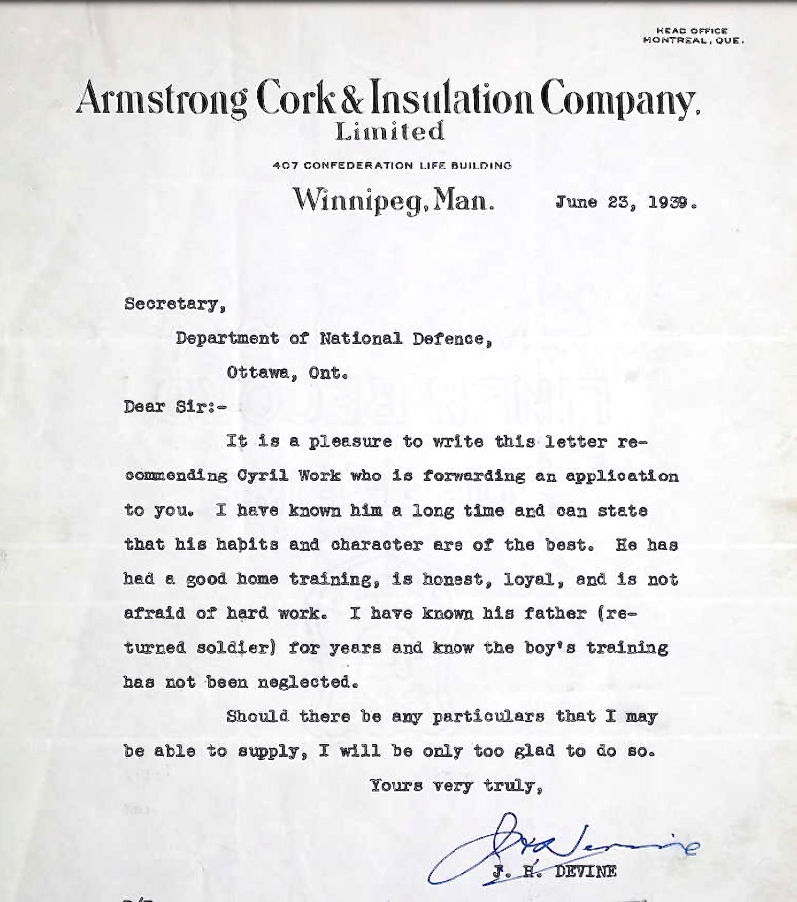 HEAD OFFICE
MONTREAL, QUE.
Armstrong Cork & Insulation Company,
Limited
407 CONFEDERATION LIFE BUILDING
Winnipeg, Man. June 23, 1939.
Secretary,
Department of National Defence,
Ottawa, Ont.
Dear Sir:-
It is a pleasure to write this letter re-
commending Cyril Work who is forwarding an application
to you. I have known him a long time and can state
that his habits and character are of the best. He has
had a good home training, is honest, loyal, and is not
afraid of hard work. I have known his father (re-
turned soldier) for years and know the boy's training
has not been neglected.
Should there be any particulars that I may
be able to supply, I will be only too glad to do so.
Yours very truly,
J. H. DEVINE